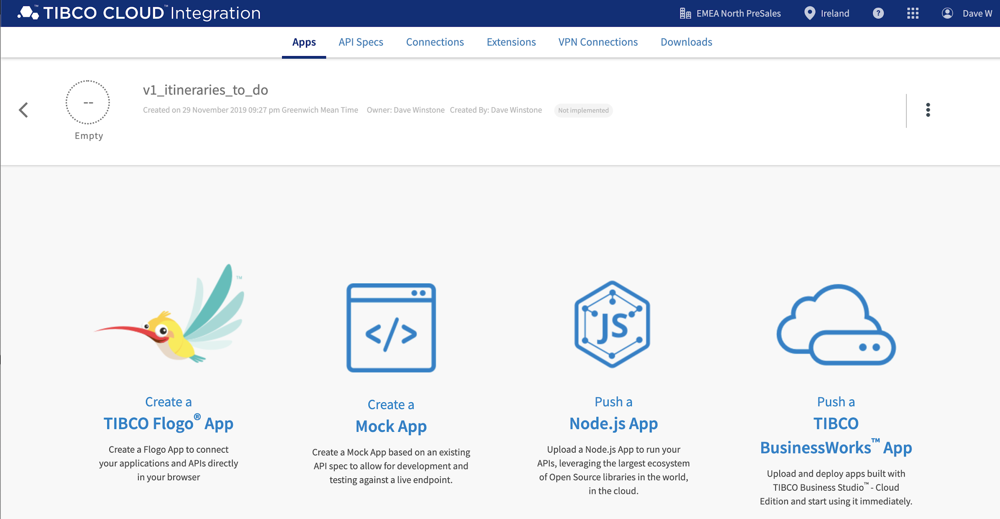 TIBCO CLOUD™ Integration
EMEA North PreSales
Ireland
?
Dave W
Apps
API Specs
Connections
Extensions
VPN Connections
Downloads
--
Empty
v1_itineraries_to_do
Created on 29 November 2019 09:27 pm Greenwich Mean Time
Owner: Dave Winstone
Created By: Dave Winstone
Not implemented
™
Create a
TIBCO Flogo® App
Create a Flogo App to connect
your applications and APIs directly
in your browser
</>
Create a
Mock App
Create a Mock App based on an existing
API spec to allow for development and
testing against a live endpoint.
JS
Push a
Node.js App
Upload a Node.js App to run your
APIs, leveraging the largest ecosystem
of Open Source libraries in the world,
in the cloud.
Push a
TIBCO
BusinessWorks™ App
Upload and deploy apps built with
TIBCO Business Studio™ - Cloud
Edition and start using it immediately.